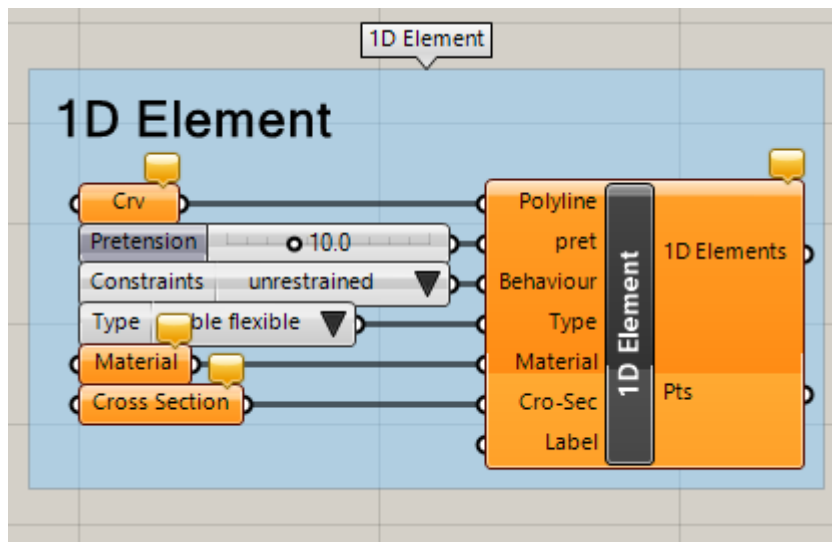 1D Element
1D Element
Crv
Pretension 10.0
Constraints unrestrained
Type ble flexible
Material
Cross Section
Polyline
pret
Behaviour
Type
Material
Cro-Sec
Label
1D Element
1D Elements
Pts